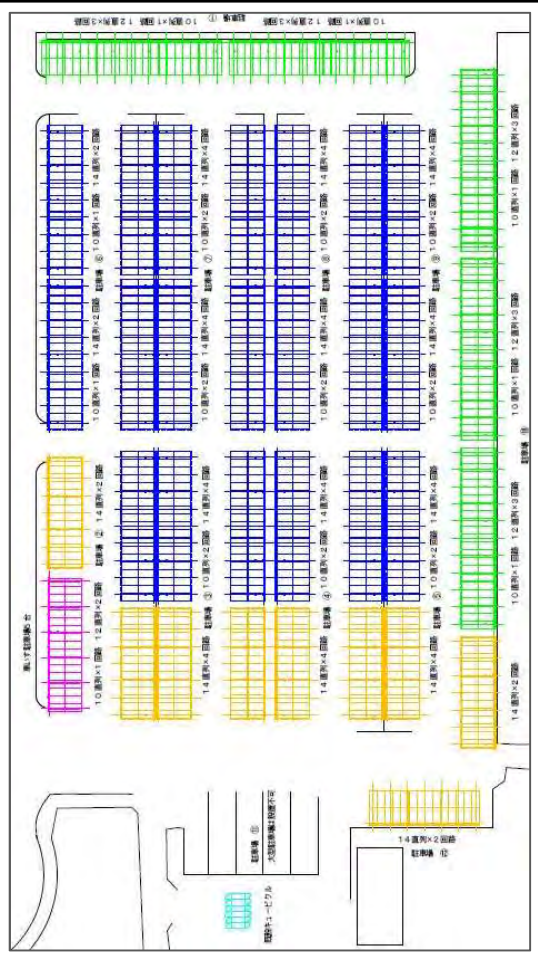 １０直列×１回路　１２直列×３回路
駐車場　①
１０直列×１回路　１２直列×３回路
１０直列×１回路　１４直列×２回路
駐車場　⑥
１０直列×１回路　１４直列×２回路
１０直列×２回路　１４直列×４回路
駐車場　⑦
１０直列×２回路　１４直列×４回路
１０直列×２回路　１４直列×４回路
駐車場　⑧
１０直列×２回路　１４直列×４回路
１０直列×２回路　１４直列×４回路
駐車場　⑨
１０直列×２回路　１４直列×４回路
１０直列×１回路　１２直列×３回路
１０直列×１回路　１２直列×３回路
駐車場　⑩
１０直列×１回路　１２直列×３回路
１４直列×２回路
車いす駐車場5台
１０直列×１回路　１２直列×２回路
駐車場　②　１４直列×２回路
１４直列×４回路
駐車場　③
１０直列×２回路　１４直列×４回路
１４直列×４回路
駐車場　④
１０直列×２回路　１４直列×４回路
１４直列×４回路
駐車場　⑤
１０直列×２回路　１４直列×４回路
駐車場　⑪
大型駐車場は設置不可
既設キュービクル
１４直列×２回路
駐車場　⑫